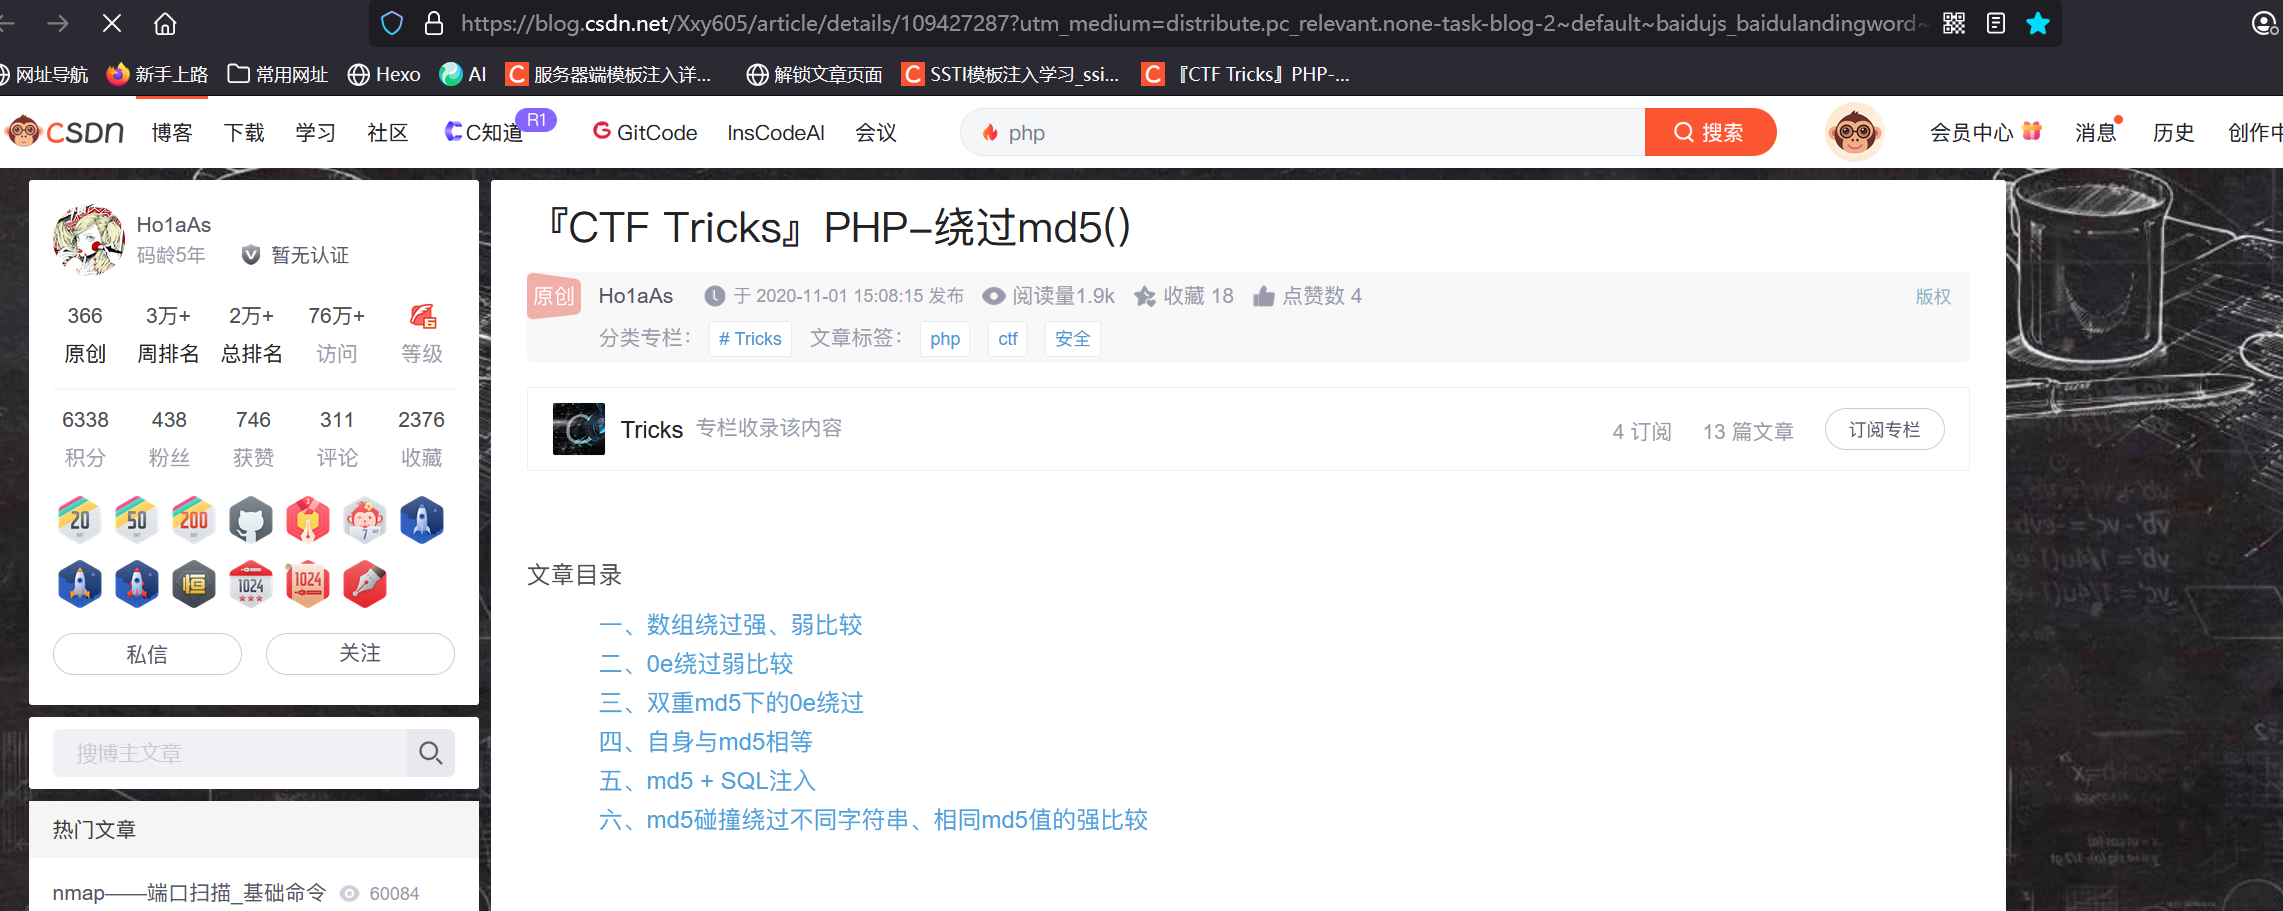 https://blog.csdn.net/Xxy605/article/details/109427287?utm_medium=distribute.pc_relevant.none-task-blog-2~default~baidujs_baidulandingword~
网址导航 新手上路 常用网址 Hexo AI 服务器端模板注入详... 解锁文章页面 SSTI模板注入学习_ssi... 『CTF Tricks』PHP-...
CSDN 博客 下载 学习 社区 C知道 R1 GitCode InsCodeAI 会议 php 搜索 会员中心 消息 历史 创作中
Ho1aAs
码龄5年 暂无认证
366 3万+ 2万+ 76万+ 6
原创 周排名 总排名 访问 等级
6338 438 746 311 2376
积分 粉丝 获赞 评论 收藏
20 50 200 7
1024 1024
私信 关注
搜博主文章
热门文章
nmap——端口扫描_基础命令 60084
『CTF Tricks』PHP-绕过md5()
原创 Ho1aAs 于 2020-11-01 15:08:15 发布 阅读量1.9k 收藏 18 点赞数 4 版权
分类专栏： # Tricks 文章标签： php ctf 安全
Tricks 专栏收录该内容 4 订阅 13 篇文章 订阅专栏
文章目录
一、数组绕过强、弱比较
二、0e绕过弱比较
三、双重md5下的0e绕过
四、自身与md5相等
五、md5 + SQL注入
六、md5碰撞绕过不同字符串、相同md5值的强比较